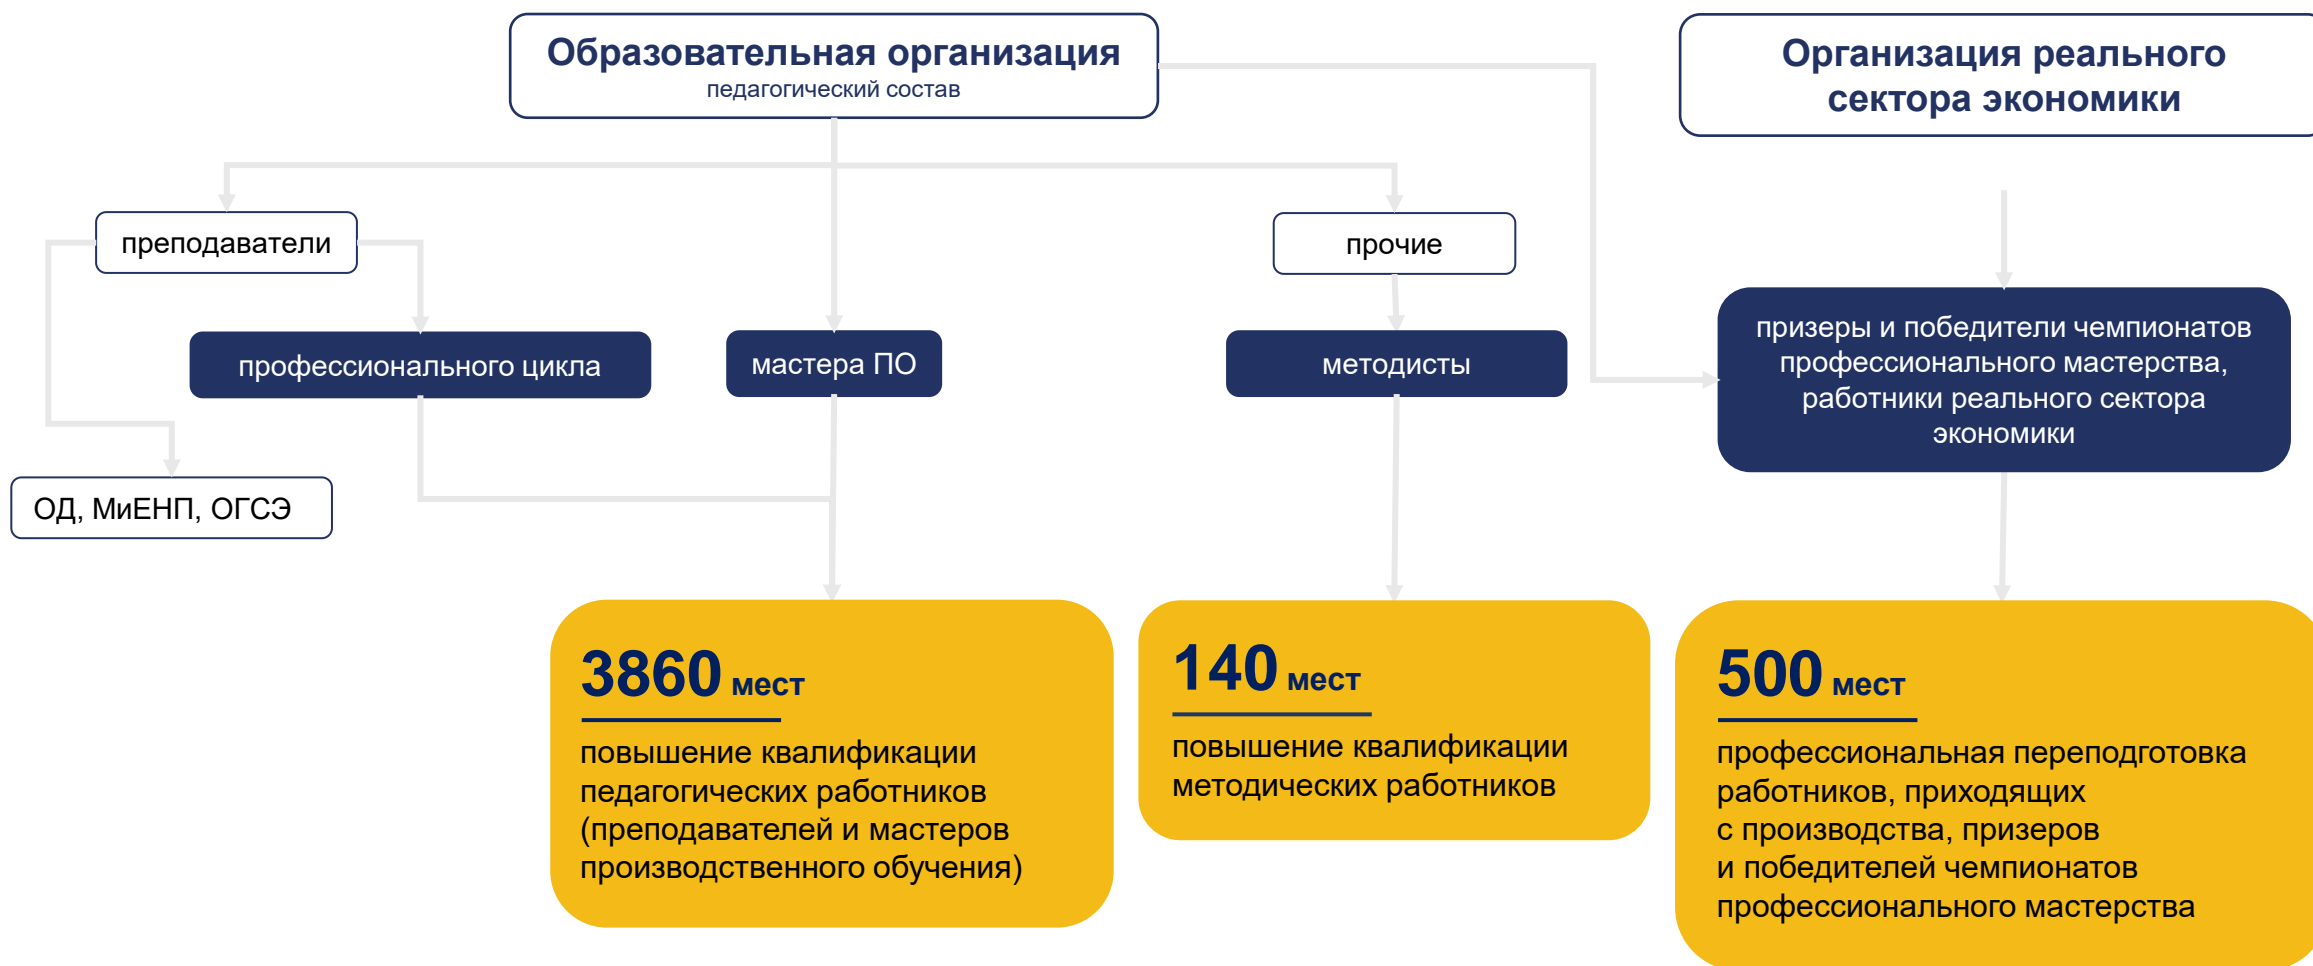 Образовательная организация
педагогический состав
Организация реального
сектора экономики
преподаватели
прочие
профессионального цикла
мастера ПО
методисты
призеры и победители чемпионатов
профессионального мастерства,
работники реального сектора
экономики
ОД, МиЕНП, ОГСЭ
3860 мест
повышение квалификации
педагогических работников
(преподавателей и мастеров
производственного обучения)
140 мест
повышение квалификации
методических работников
500 мест
профессиональная переподготовка
работников, приходящих
с производства, призеров
и победителей чемпионатов
профессионального мастерства